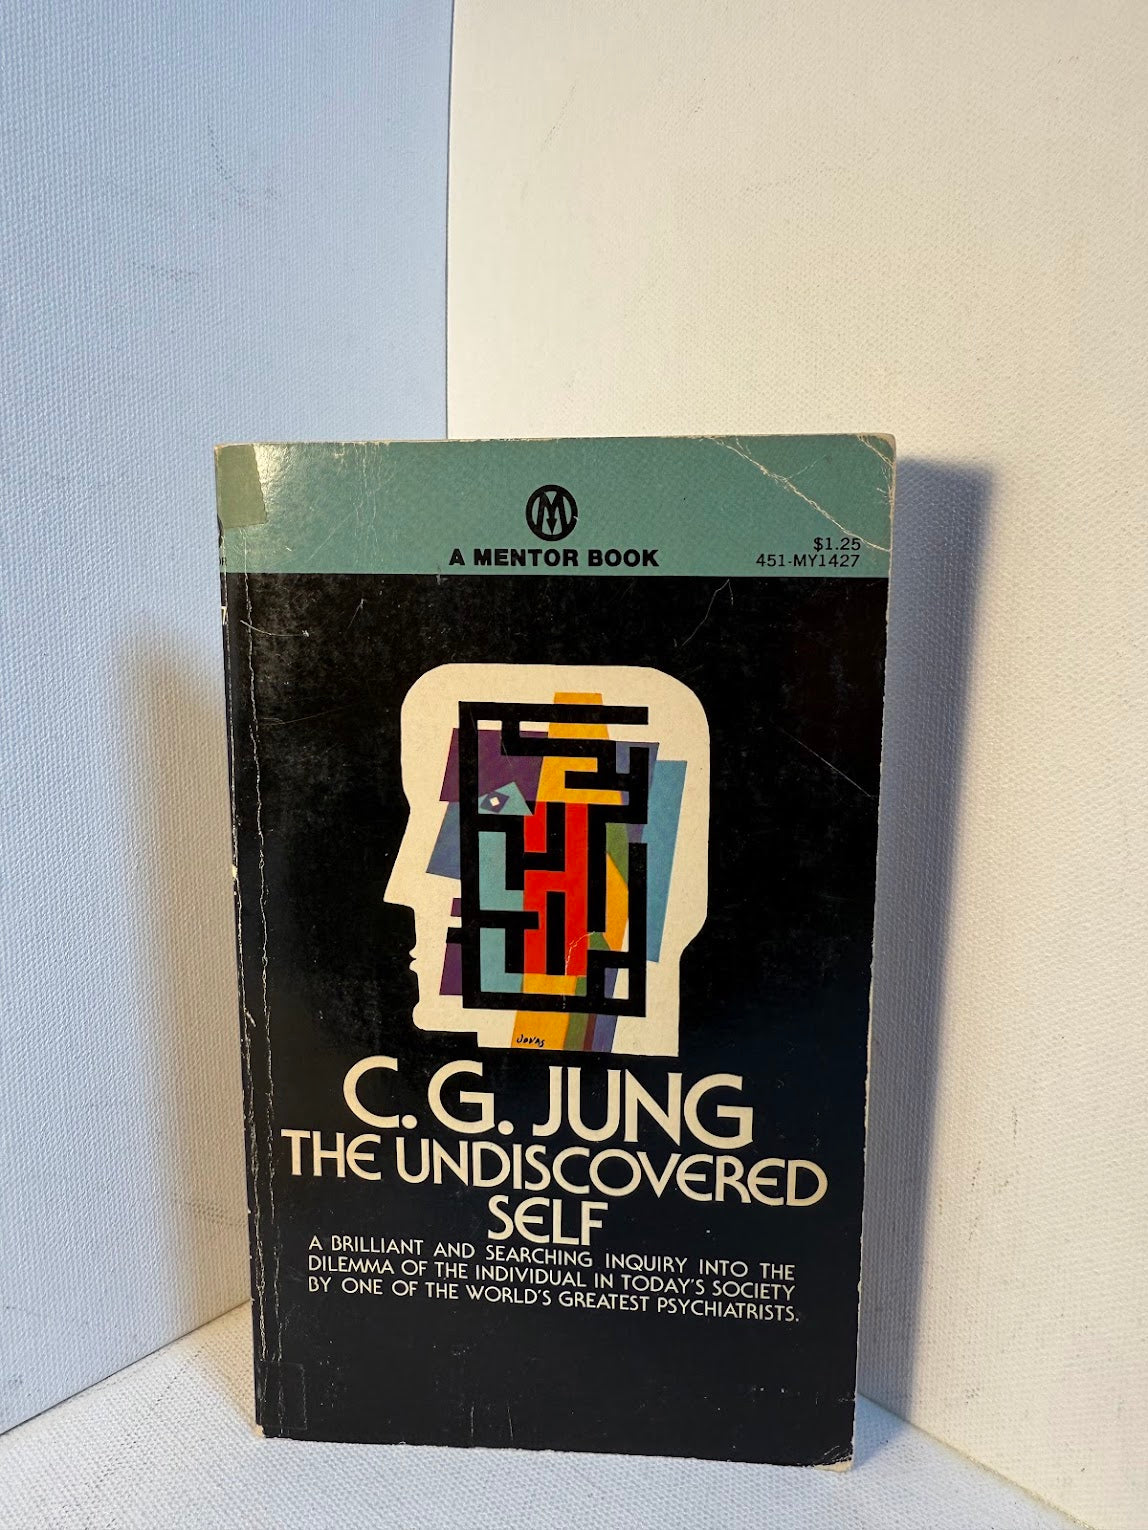 M
A MENTOR BOOK
$1.25
451-MY1427
JONAS
C. G. JUNG
THE UNDISCOVERED
SELF
A BRILLIANT AND SEARCHING INQUIRY INTO THE
DILEMMA OF THE INDIVIDUAL IN TODAY'S SOCIETY
BY ONE OF THE WORLD'S GREATEST PSYCHIATRISTS.